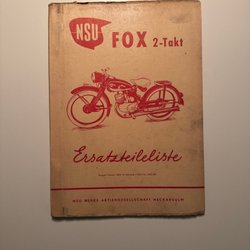 NSU
FOX 2-Takt
Ersatzteileliste
NSU WERKE AKTIENGESELLSCHAFT NECKARSULM